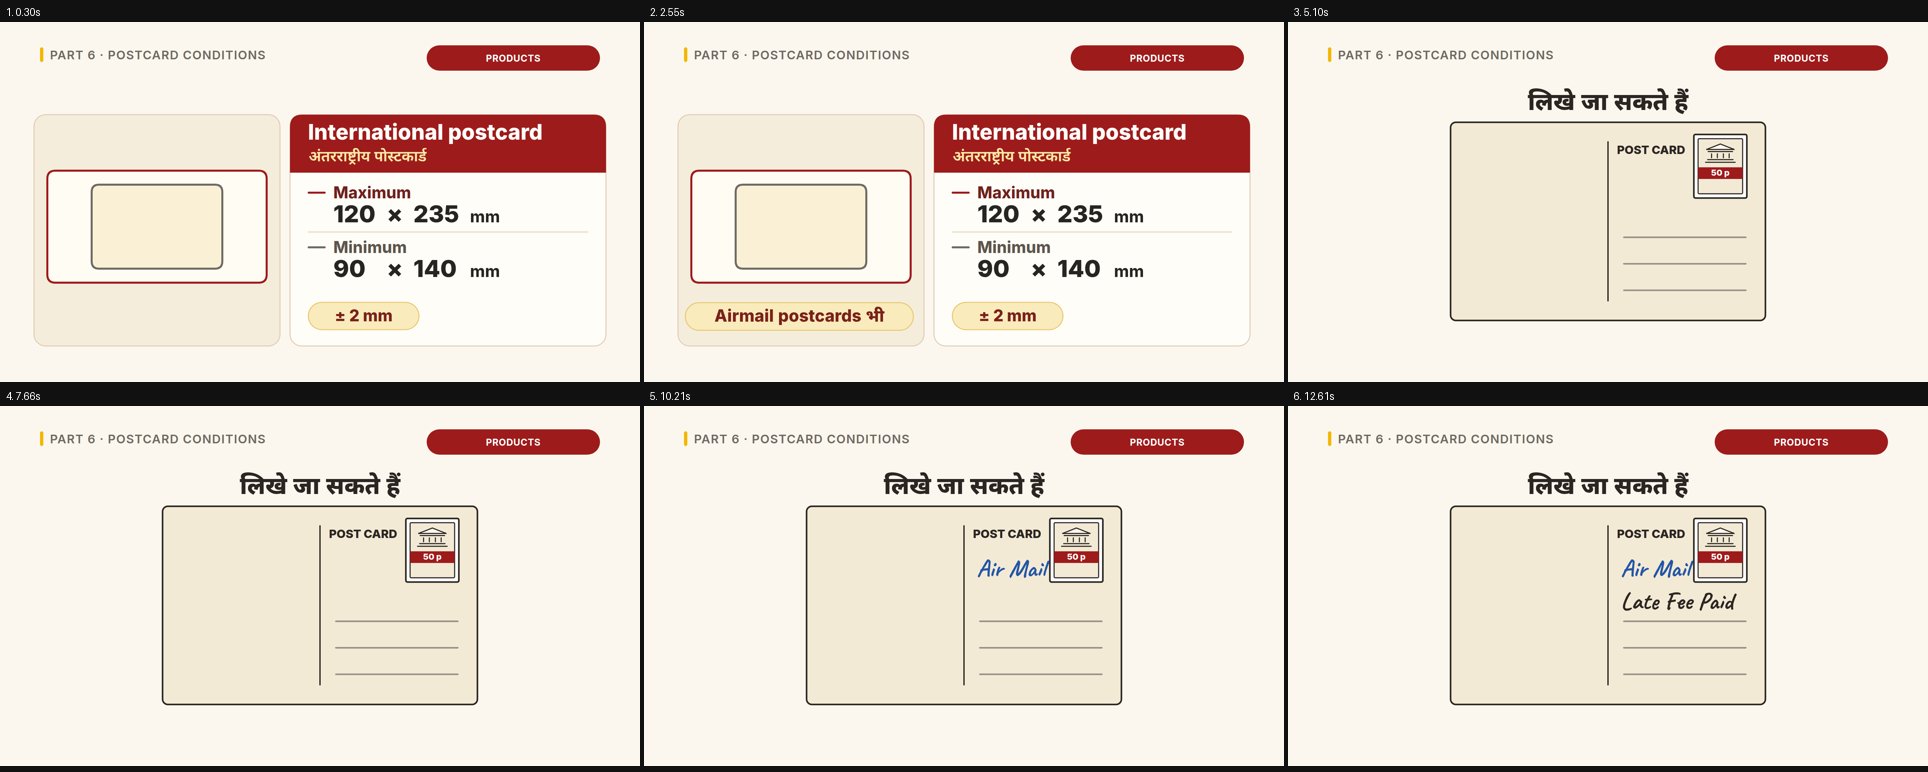 1. 0.30s
PART 6 · POSTCARD CONDITIONS
PRODUCTS
International postcard
अंतरराष्ट्रीय पोस्टकार्ड
— Maximum
120 × 235 mm
— Minimum
90 × 140 mm
± 2 mm
2. 2.55s
PART 6 · POSTCARD CONDITIONS
PRODUCTS
International postcard
अंतरराष्ट्रीय पोस्टकार्ड
— Maximum
120 × 235 mm
— Minimum
90 × 140 mm
Airmail postcards भी
± 2 mm
3. 5.10s
PART 6 · POSTCARD CONDITIONS
PRODUCTS
लिखे जा सकते हैं
POST CARD
50 p
4. 7.66s
PART 6 · POSTCARD CONDITIONS
PRODUCTS
लिखे जा सकते हैं
POST CARD
50 p
5. 10.21s
PART 6 · POSTCARD CONDITIONS
PRODUCTS
लिखे जा सकते हैं
POST CARD
50 p
Air Mail
6. 12.61s
PART 6 · POSTCARD CONDITIONS
PRODUCTS
लिखे जा सकते हैं
POST CARD
50 p
Air Mail
Late Fee Paid